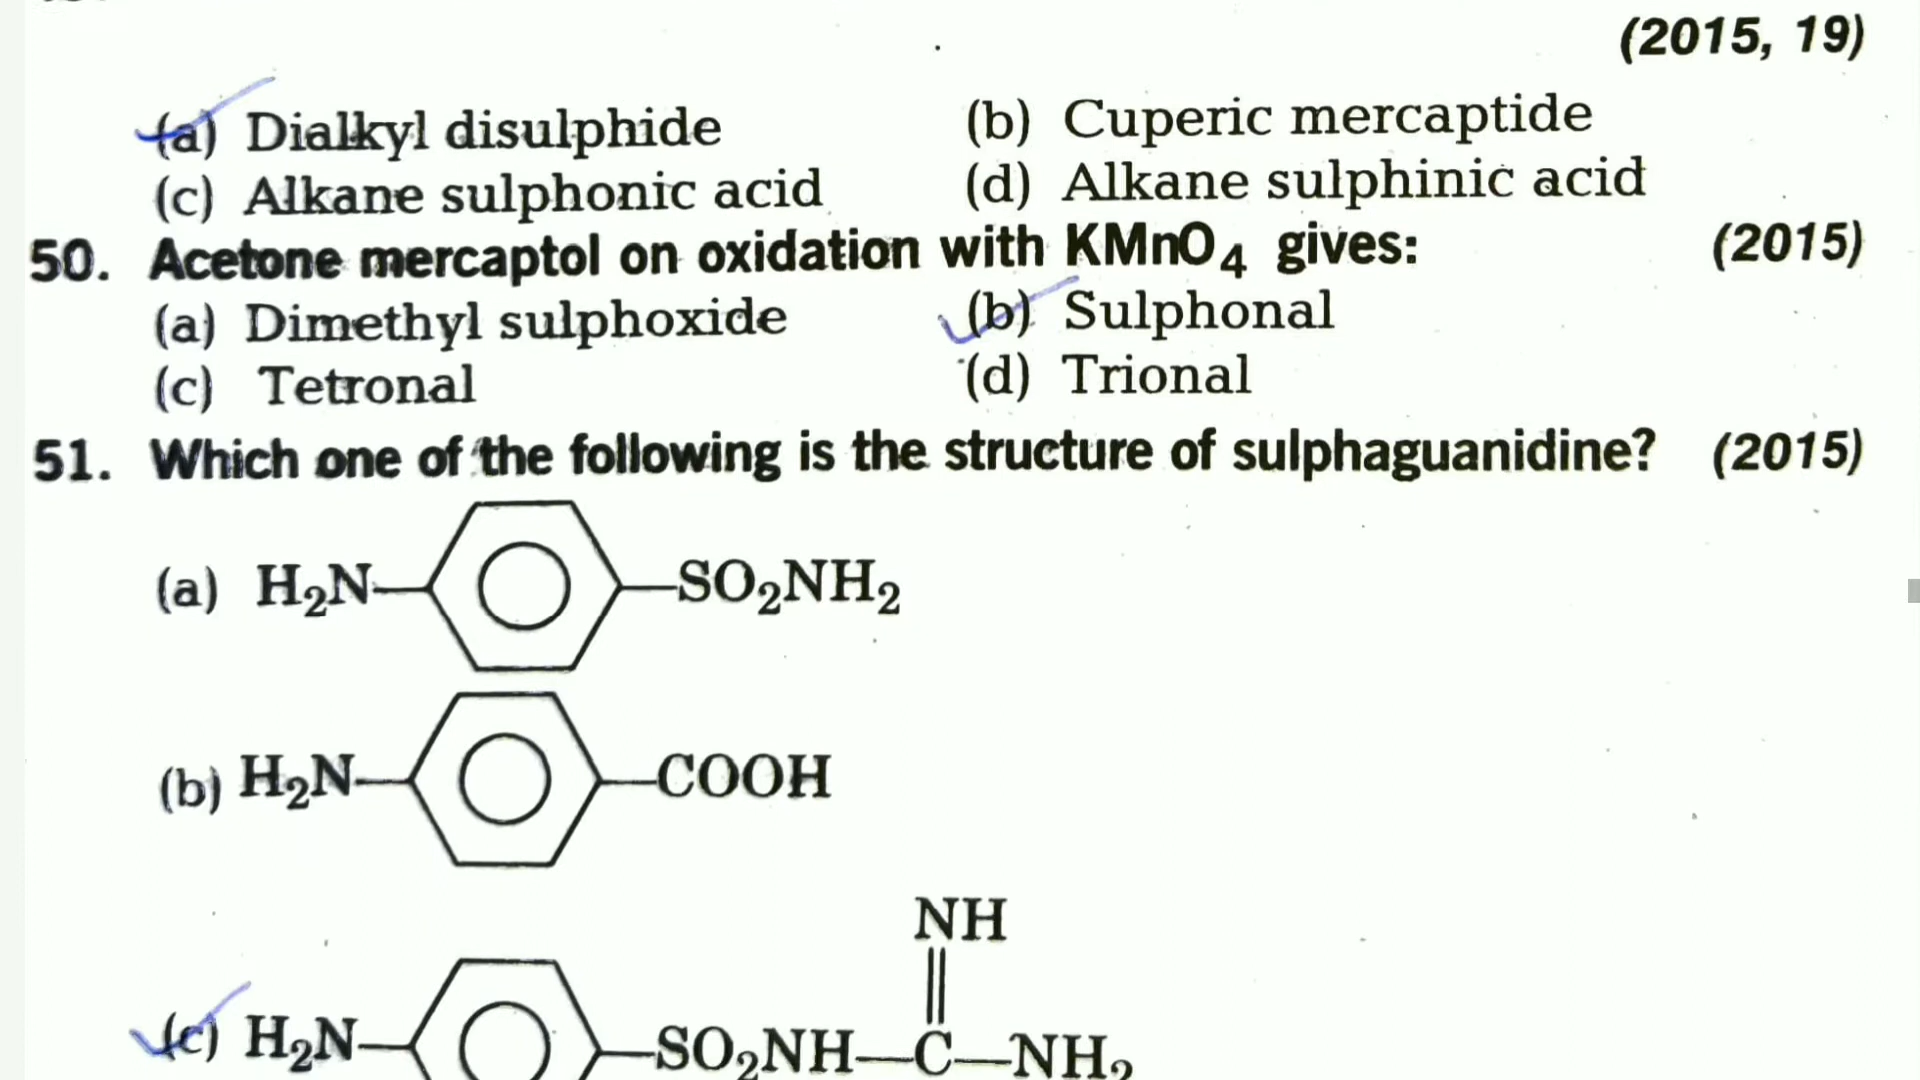 (2015, 19)
(a) Dialkyl disulphide (b) Cuperic mercaptide
(c) Alkane sulphonic acid (d) Alkane sulphinic acid
50. Acetone mercaptol on oxidation with KMnO₄ gives: (2015)
(a) Dimethyl sulphoxide (b) Sulphonal
(c) Tetronal (d) Trional
51. Which one of the following is the structure of sulphaguanidine? (2015)
(a) H₂N SO₂NH₂
(b) H₂N COOH
NH
(c) H₂N SO₂NH—C—NH₂